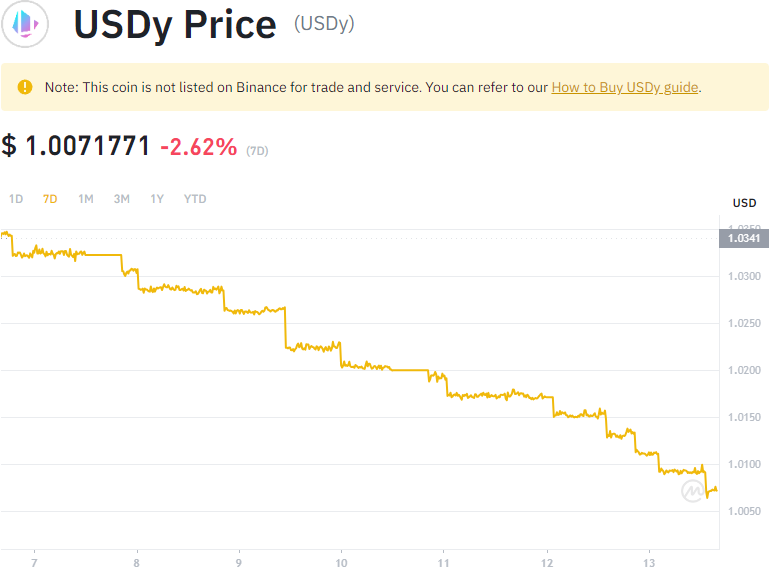 USDy Price (USDy)
Note: This coin is not listed on Binance for trade and service. You can refer to our How to Buy USDy guide.
$ 1.0071771 -2.62% (7D)
1D 7D 1M 3M 1Y YTD
USD
1.0350
1.0341
1.0300
1.0250
1.0200
1.0150
1.0100
1.0050
7 8 9 10 11 12 13